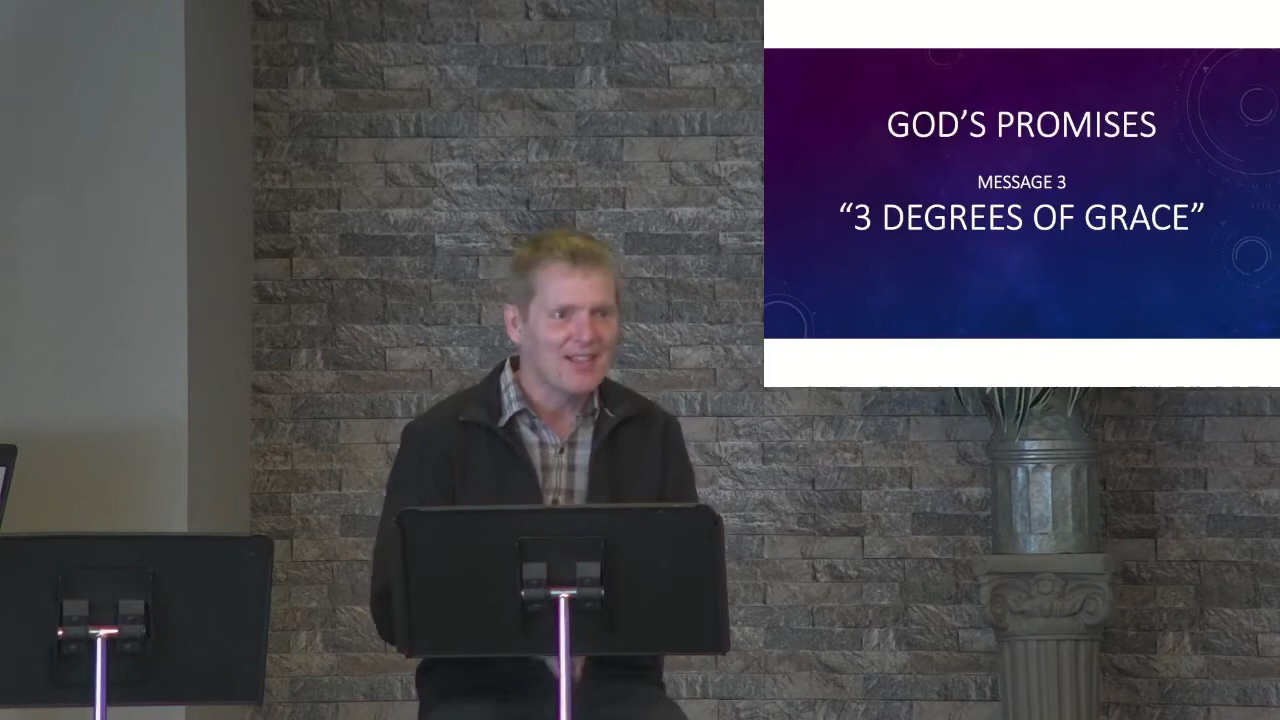 GOD’S PROMISES
MESSAGE 3
“3 DEGREES OF GRACE”